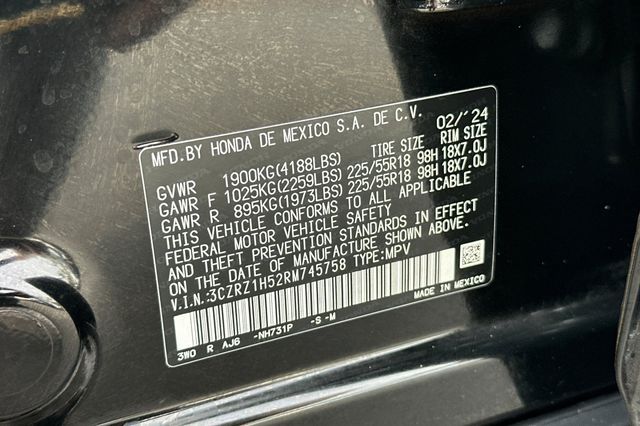 MFD.BY HONDA DE MEXICO S.A. DE C.V. 02/'24
GVWR 1900KG(4188LBS) TIRE SIZE RIM SIZE
GAWR F 1025KG(2259LBS) 225/55R18 98H 18X7.0J
GAWR R 895KG(1973LBS) 225/55R18 98H 18X7.0J
THIS VEHICLE CONFORMS TO ALL APPLICABLE
FEDERAL MOTOR VEHICLE SAFETY
AND THEFT PREVENTION STANDARDS IN EFFECT
ON THE DATE OF MANUFACTURE SHOWN ABOVE.
V.I.N.:3CZRZ1H52RM745758 TYPE:MPV
MADE IN MEXICO
3WO R AJ6 -NH731P -S -M